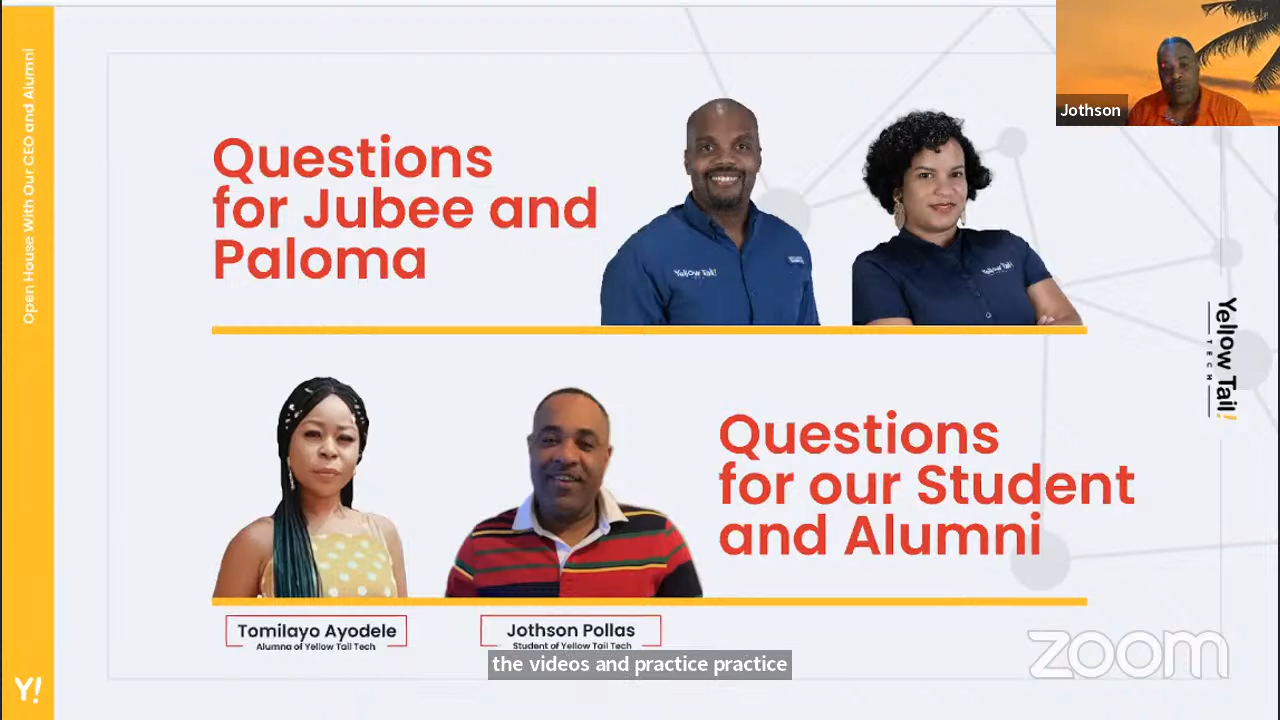 Open House With Our CEO and Alumni
Jothson
Questions
for Jubee and
Paloma
Yellow Tail!
Yellow Tail!
Yellow Tail!
TECH
Questions
for our Student
and Alumni
Tomilayo Ayodele
Alumna of Yellow Tail Tech
Jothson Pollas
Student of Yellow Tail Tech
the videos and practice practice
zoom
Y!